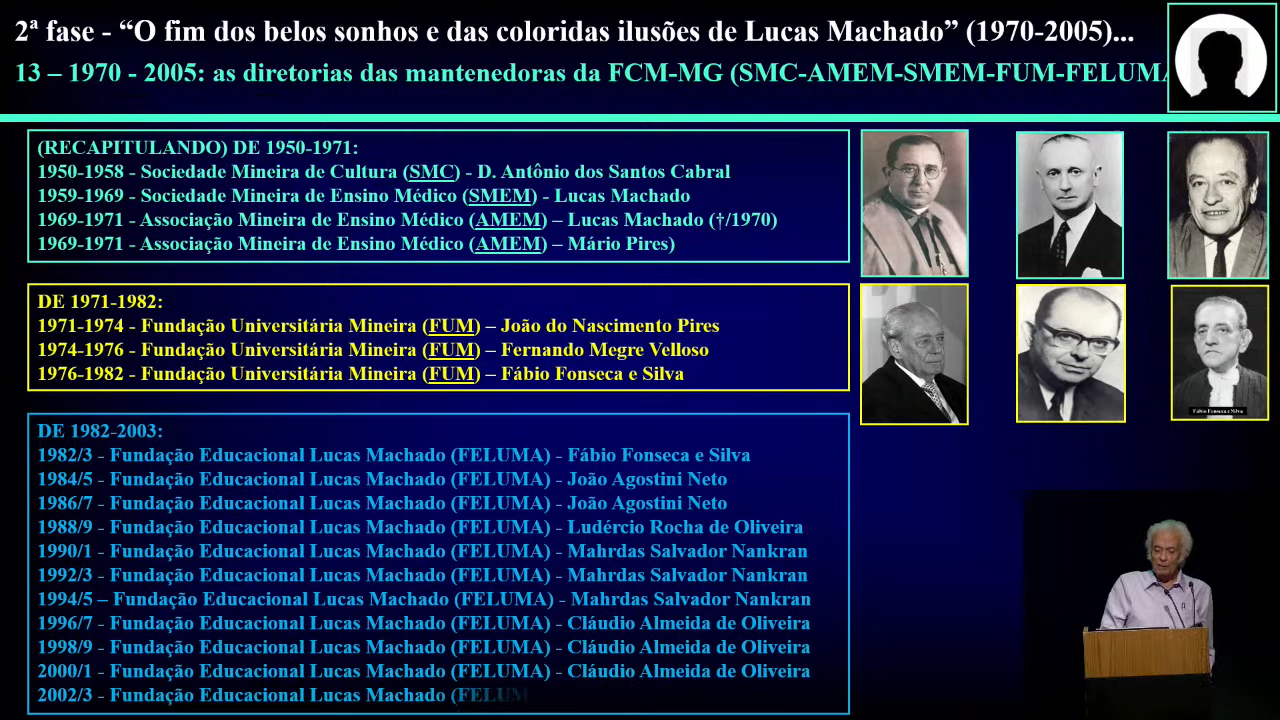 2ª fase - “O fim dos belos sonhos e das coloridas ilusões de Lucas Machado” (1970-2005)...
13 – 1970 - 2005: as diretorias das mantenedoras da FCM-MG (SMC-AMEM-SMEM-FUM-FELUMA
(RECAPITULANDO) DE 1950-1971:
1950-1958 - Sociedade Mineira de Cultura (SMC) - D. Antônio dos Santos Cabral
1959-1969 - Sociedade Mineira de Ensino Médico (SMEM) - Lucas Machado
1969-1971 - Associação Mineira de Ensino Médico (AMEM) – Lucas Machado (†/1970)
1969-1971 - Associação Mineira de Ensino Médico (AMEM) – Mário Pires)
DE 1971-1982:
1971-1974 - Fundação Universitária Mineira (FUM) – João do Nascimento Pires
1974-1976 - Fundação Universitária Mineira (FUM) – Fernando Megre Velloso
1976-1982 - Fundação Universitária Mineira (FUM) – Fábio Fonseca e Silva
Fábio Fonseca e Silva
DE 1982-2003:
1982/3 - Fundação Educacional Lucas Machado (FELUMA) - Fábio Fonseca e Silva
1984/5 - Fundação Educacional Lucas Machado (FELUMA) - João Agostini Neto
1986/7 - Fundação Educacional Lucas Machado (FELUMA) - João Agostini Neto
1988/9 - Fundação Educacional Lucas Machado (FELUMA) - Ludércio Rocha de Oliveira
1990/1 - Fundação Educacional Lucas Machado (FELUMA) - Mahrdas Salvador Nankran
1992/3 - Fundação Educacional Lucas Machado (FELUMA) - Mahrdas Salvador Nankran
1994/5 – Fundação Educacional Lucas Machado (FELUMA) - Mahrdas Salvador Nankran
1996/7 - Fundação Educacional Lucas Machado (FELUMA) - Cláudio Almeida de Oliveira
1998/9 - Fundação Educacional Lucas Machado (FELUMA) - Cláudio Almeida de Oliveira
2000/1 - Fundação Educacional Lucas Machado (FELUMA) - Cláudio Almeida de Oliveira
2002/3 - Fundação Educacional Lucas Machado (FELUM